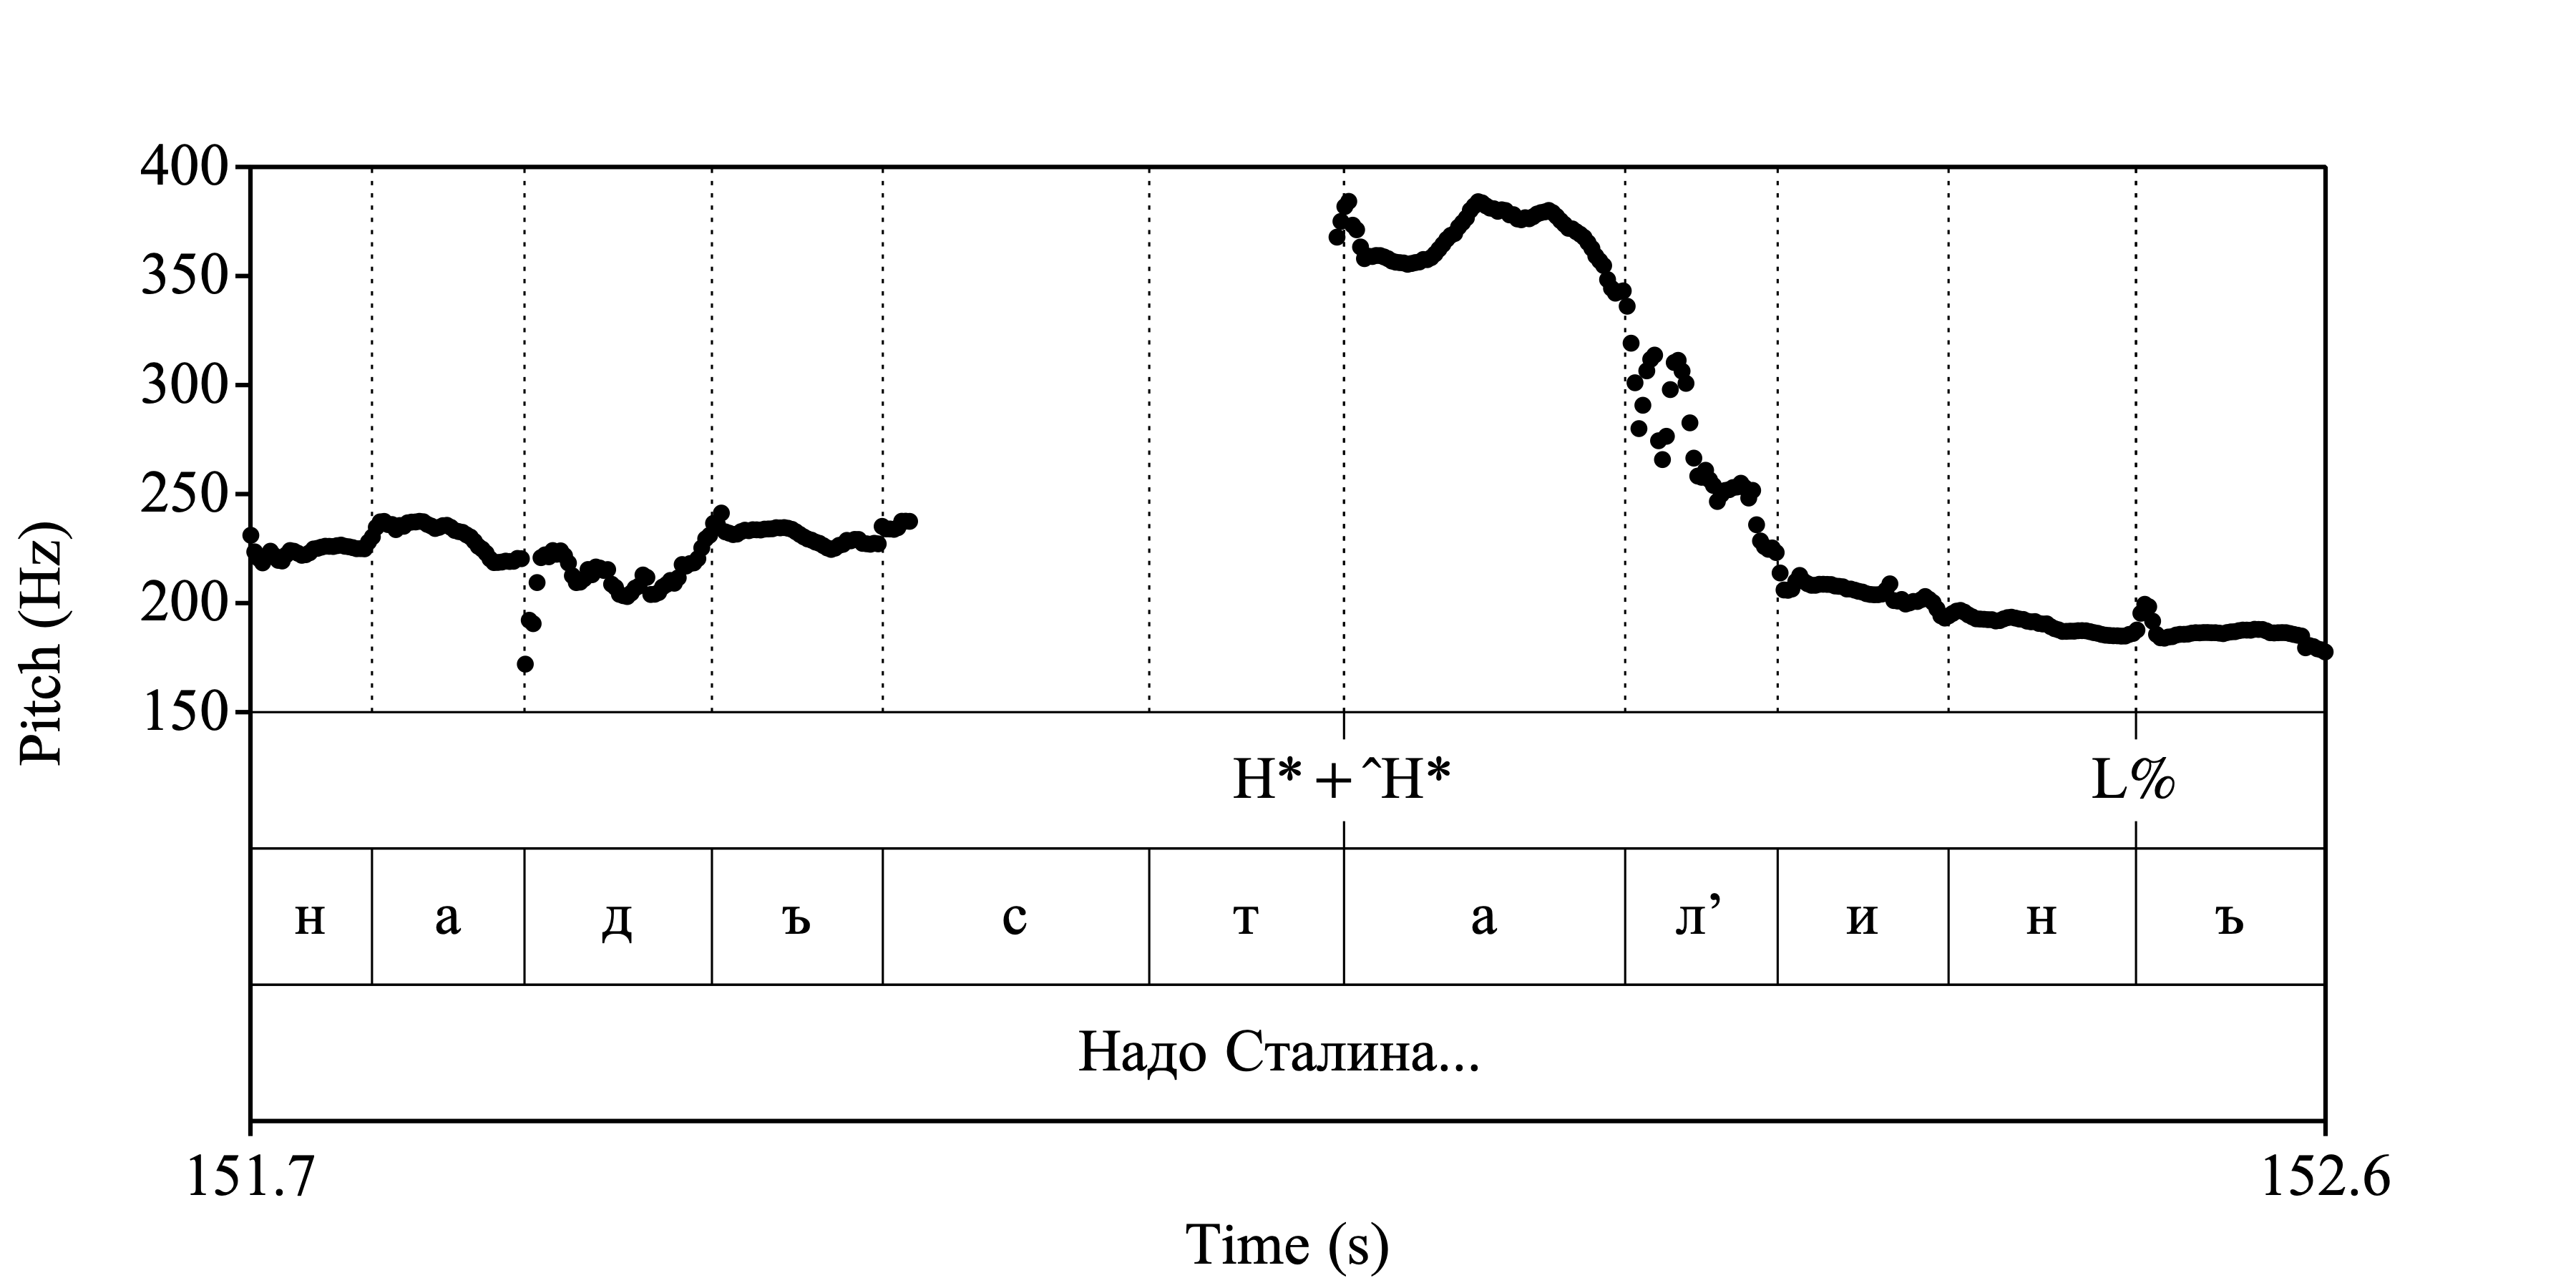 400
350
300
250
200
150
Pitch (Hz)
H* + ˆH* L%
н а д ъ с т а л’ и н ъ
Надо Сталина...
151.7 152.6
Time (s)